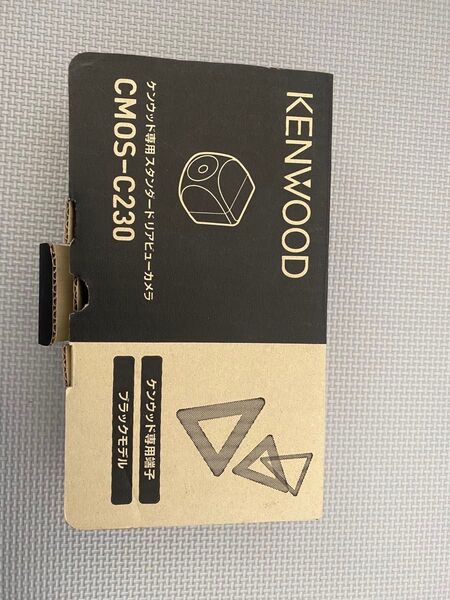 KENWOOD
ケンウッド専用 スタンダードリアビューカメラ
CMOS-C230
ケンウッド専用端子
ブラックモデル